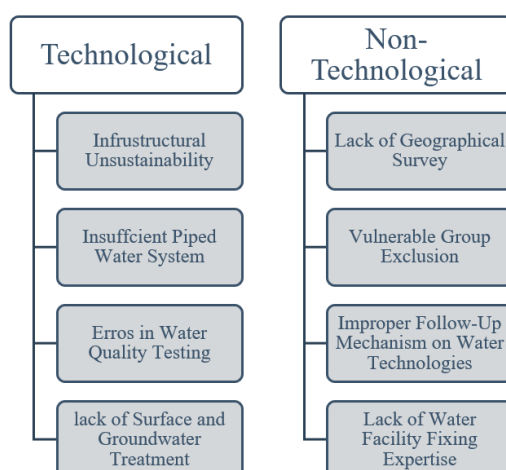 Technological
Infrustructural
Unsustainability
Insuffcient Piped
Water System
Erros in Water
Quality Testing
lack of Surface and
Groundwater
Treatment
Non-
Technological
Lack of Geographical
Survey
Vulnerable Group
Exclusion
Improper Follow-Up
Mechanism on Water
Technologies
Lack of Water
Facility Fixing
Expertise